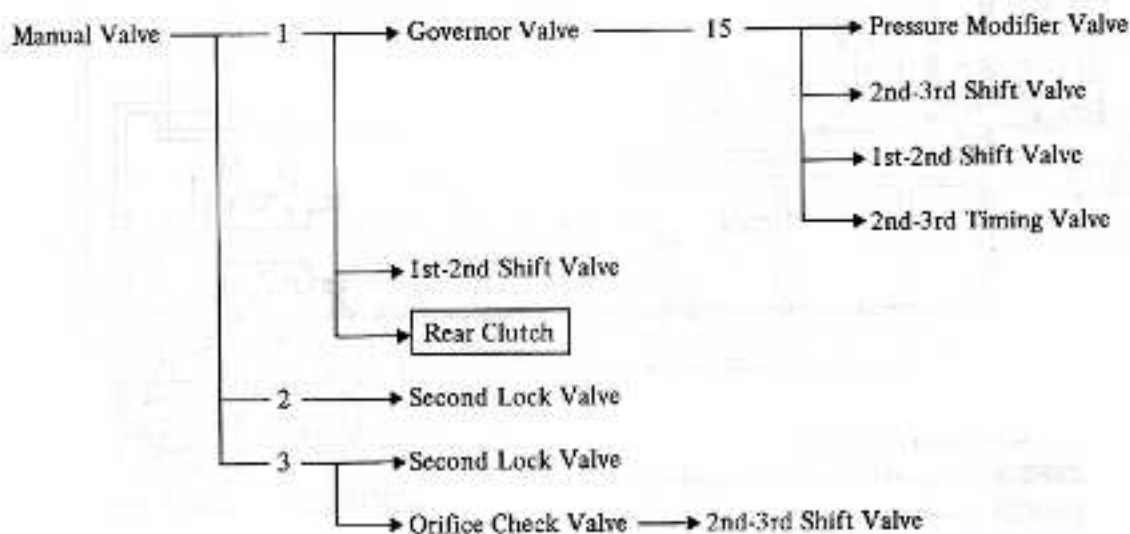 Manual Valve 1 Governor Valve 15 Pressure Modifier Valve
2nd-3rd Shift Valve
1st-2nd Shift Valve
2nd-3rd Timing Valve
1st-2nd Shift Valve
Rear Clutch
2 Second Lock Valve
3 Second Lock Valve
Orifice Check Valve 2nd-3rd Shift Valve